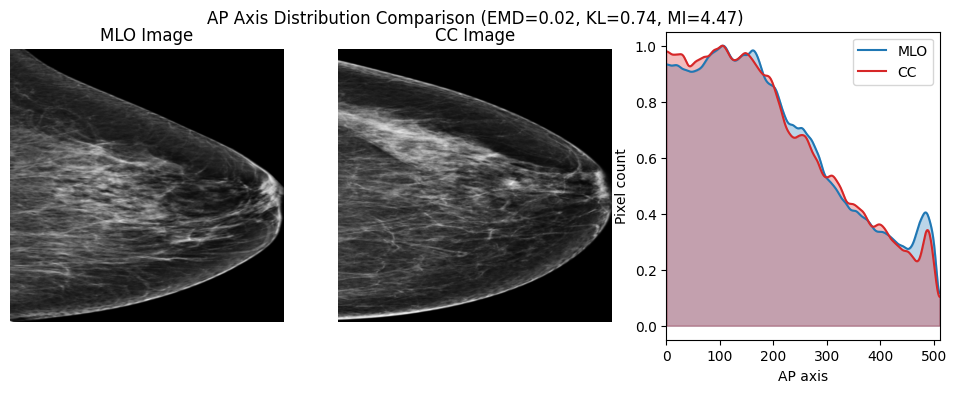 AP Axis Distribution Comparison (EMD=0.02, KL=0.74, MI=4.47)
MLO Image
CC Image
MLO
CC
Pixel count
1.0
0.8
0.6
0.4
0.2
0.0
0 100 200 300 400 500
AP axis